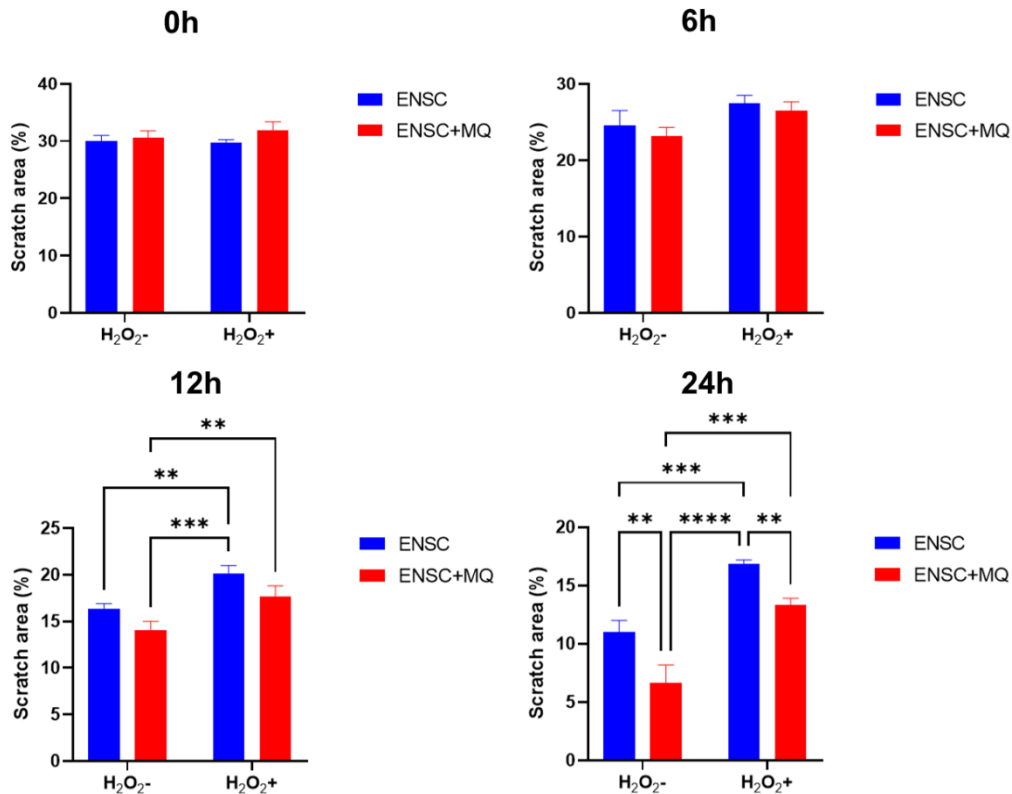 0h
Scratch area (%)
40
30
20
10
0
H₂O₂-
H₂O₂+
ENSC
ENSC+MQ
6h
Scratch area (%)
30
20
10
0
H₂O₂-
H₂O₂+
ENSC
ENSC+MQ
12h
**
**
***
Scratch area (%)
25
20
15
10
5
0
H₂O₂-
H₂O₂+
ENSC
ENSC+MQ
24h
***
***
** **** **
Scratch area (%)
20
15
10
5
0
H₂O₂-
H₂O₂+
ENSC
ENSC+MQ